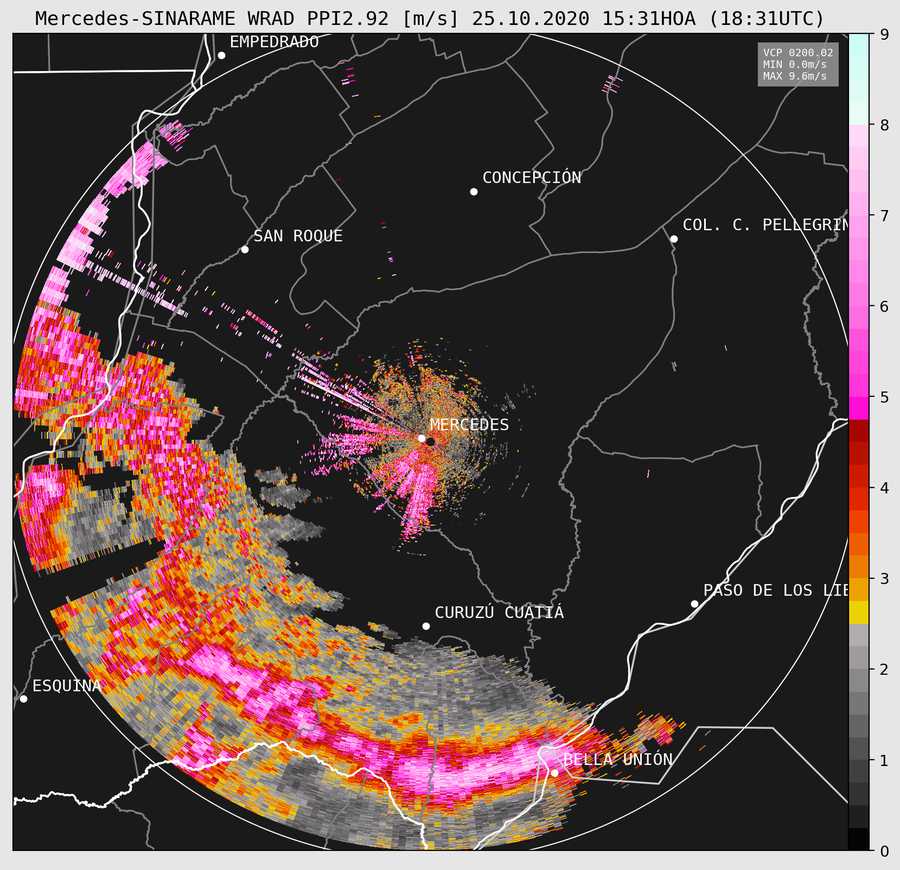 Mercedes-SINARAME WRAD PPI2.92 [m/s] 25.10.2020 15:31HOA (18:31UTC)
EMPEDRADO
VCP 0200.02
MIN 0.0m/s
MAX 9.6m/s
CONCEPCIÓN
COL. C. PELLEGRIN
SAN ROQUE
MERCEDES
PASO DE LOS LIE
CURUZÚ CUATIÁ
ESQUINA
BELLA UNIÓN
9
8
7
6
5
4
3
2
1
0